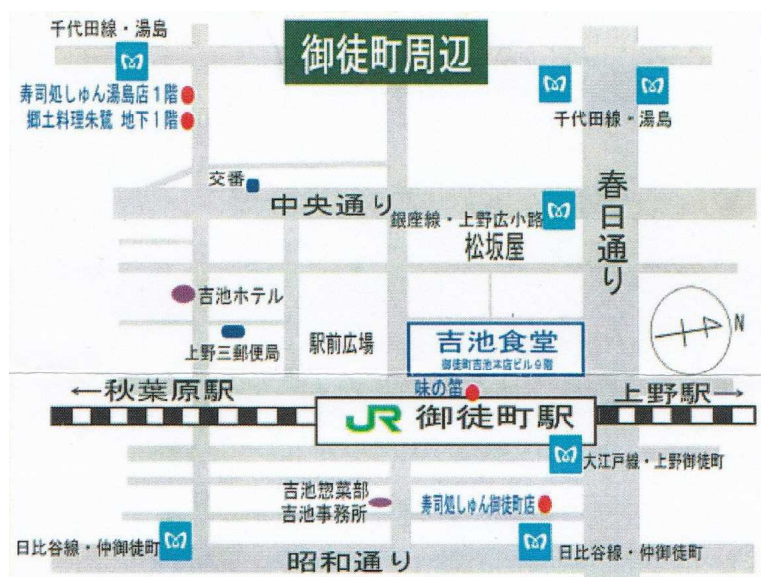 千代田線・湯島
御徒町周辺
寿司処しゅん湯島店1階
郷土料理朱鷺 地下1階
千代田線・湯島
交番
中央通り
春日通り
銀座線・上野広小路
松坂屋
吉池ホテル
N
上野三郵便局
駅前広場
吉池食堂
御徒町吉池本店ビル9階
←秋葉原駅
味の笛
上野駅→
JR 御徒町駅
大江戸線・上野御徒町
吉池惣菜部
吉池事務所
寿司処しゅん御徒町店
日比谷線・仲御徒町
昭和通り
日比谷線・仲御徒町